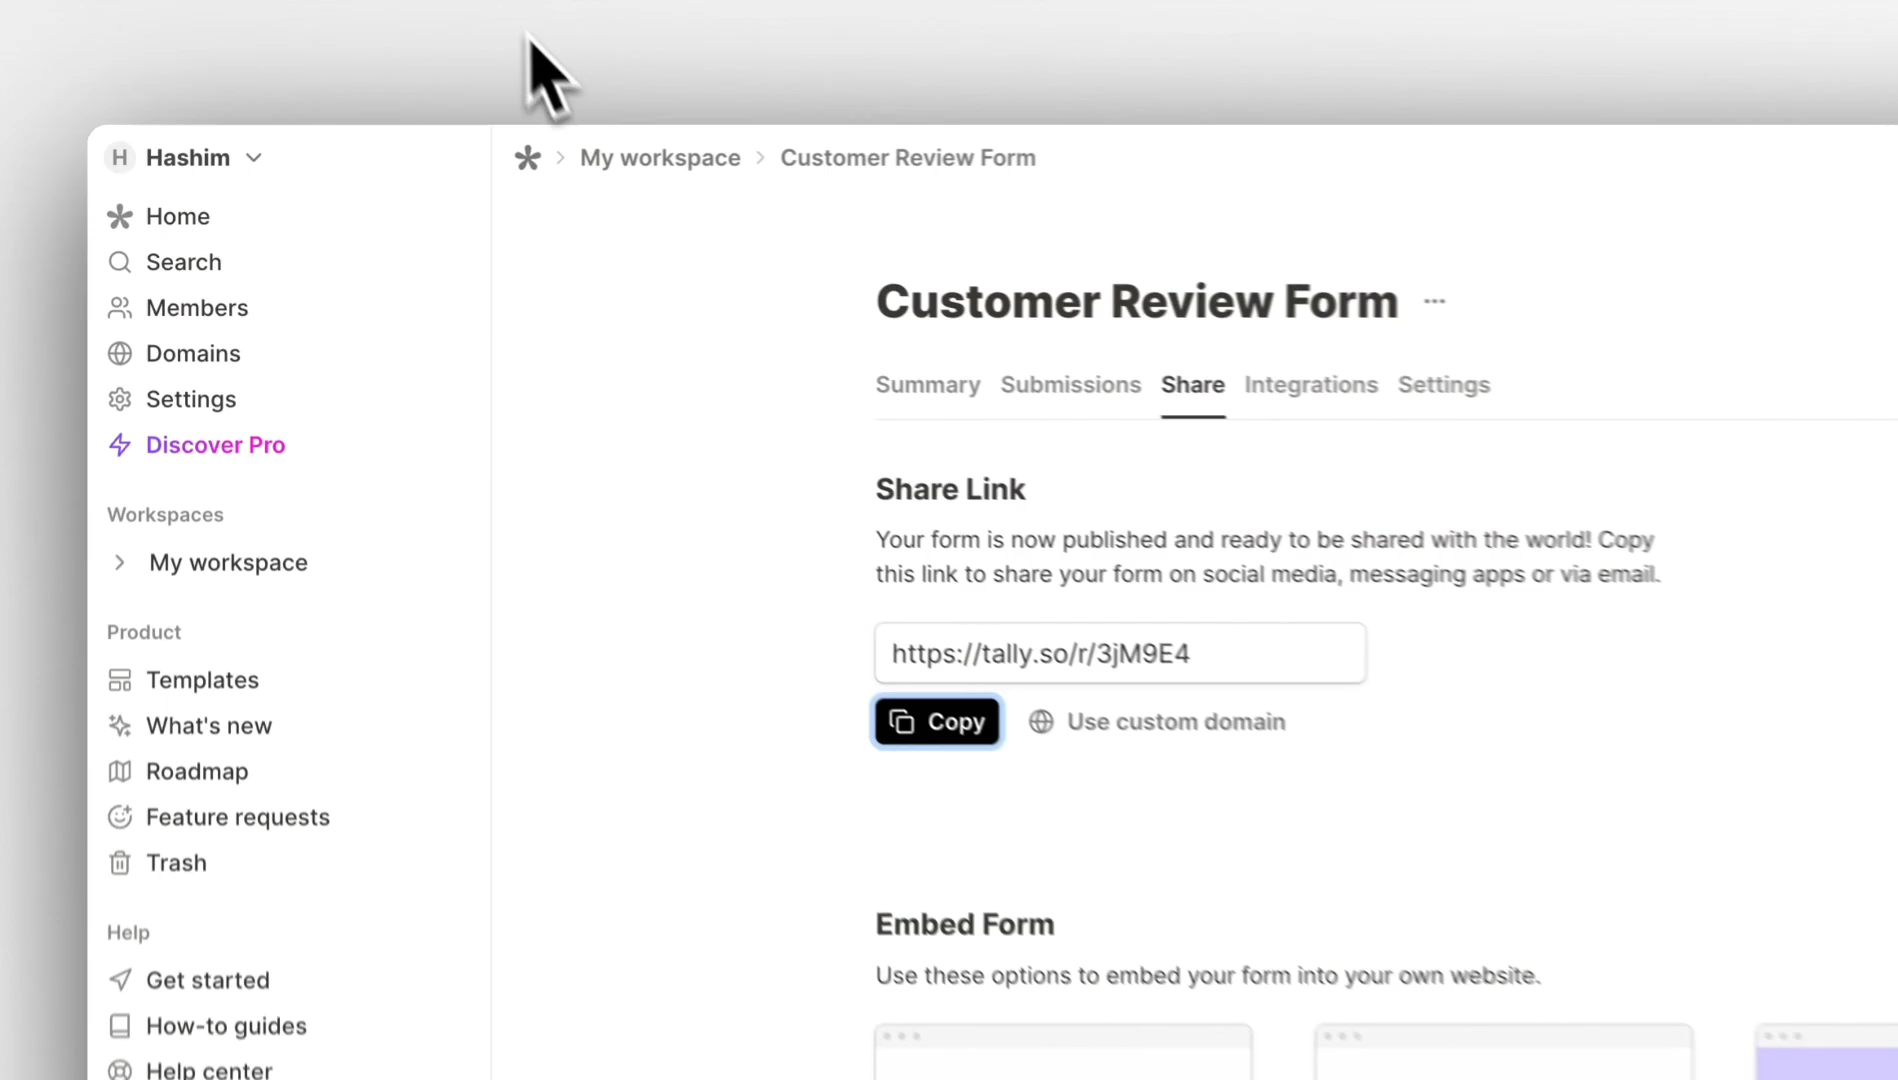 H Hashim
My workspace
Customer Review Form
Home
Search
Members
Domains
Settings
Discover Pro
Workspaces
My workspace
Product
Templates
What's new
Roadmap
Feature requests
Trash
Help
Get started
How-to guides
Help center
Customer Review Form
Summary Submissions Share Integrations Settings
Share Link
Your form is now published and ready to be shared with the world! Copy
this link to share your form on social media, messaging apps or via email.
https://tally.so/r/3jM9E4
Copy
Use custom domain
Embed Form
Use these options to embed your form into your own website.